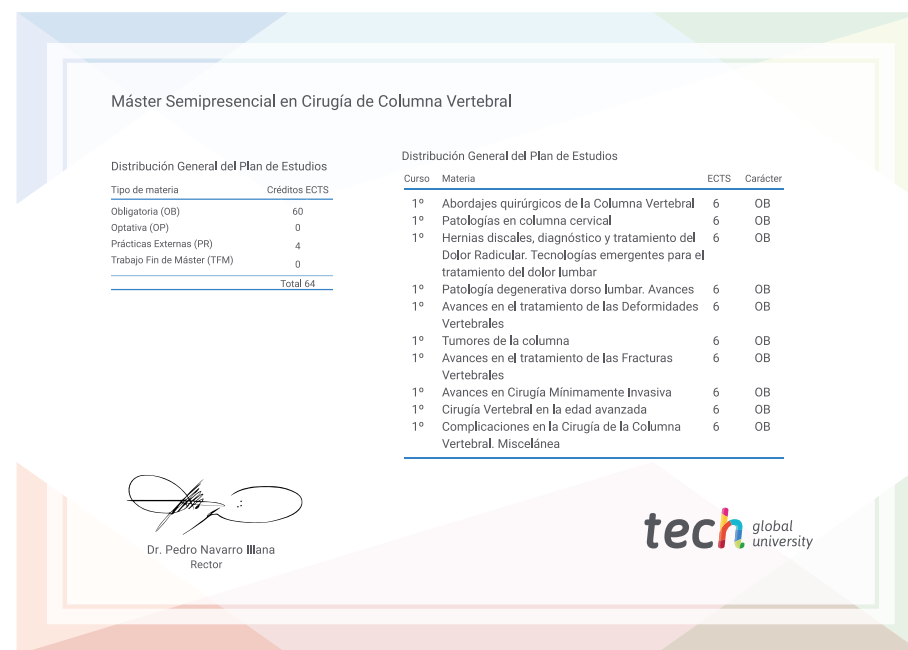 Máster Semipresencial en Cirugía de Columna Vertebral
Distribución General del Plan de Estudios
Tipo de materia Créditos ECTS
Obligatoria (OB) 60
Optativa (OP) 0
Prácticas Externas (PR) 4
Trabajo Fin de Máster (TFM) 0
Total 64
Distribución General del Plan de Estudios
Curso Materia ECTS Carácter
1º Abordajes quirúrgicos de la Columna Vertebral 6 OB
1º Patologías en columna cervical 6 OB
1º Hernias discales, diagnóstico y tratamiento del 6 OB
Dolor Radicular. Tecnologías emergentes para el
tratamiento del dolor lumbar
1º Patología degenerativa dorso lumbar. Avances 6 OB
1º Avances en el tratamiento de las Deformidades 6 OB
Vertebrales
1º Tumores de la columna 6 OB
1º Avances en el tratamiento de las Fracturas 6 OB
Vertebrales
1º Avances en Cirugía Mínimamente Invasiva 6 OB
1º Cirugía Vertebral en la edad avanzada 6 OB
1º Complicaciones en la Cirugía de la Columna 6 OB
Vertebral. Miscelánea
Dr. Pedro Navarro Illana
Rector
tech global
university